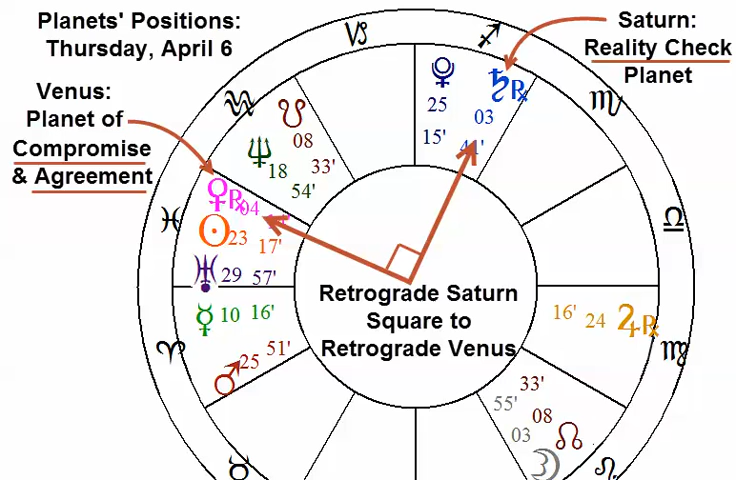 Planets' Positions:
Thursday, April 6
Saturn:
Reality Check
Planet
Venus:
Planet of
Compromise
& Agreement
25
15'
℞
03
08
33'
18
54'
℞
04
23
17'
29
57'
10
16'
25
51'
16'
24
℞
33'
55'
08
03
Retrograde Saturn
Square to
Retrograde Venus